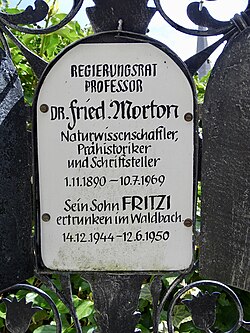 REGIERUNGSRAT
PROFESSOR
DR. Fried. Morton
Naturwissenschaftler,
Prähistoriker
und Schriftsteller
1.11.1890 – 10.7.1969
Sein Sohn FRITZI
ertrunken im Waldbach
14.12.1944 – 12.6.1950